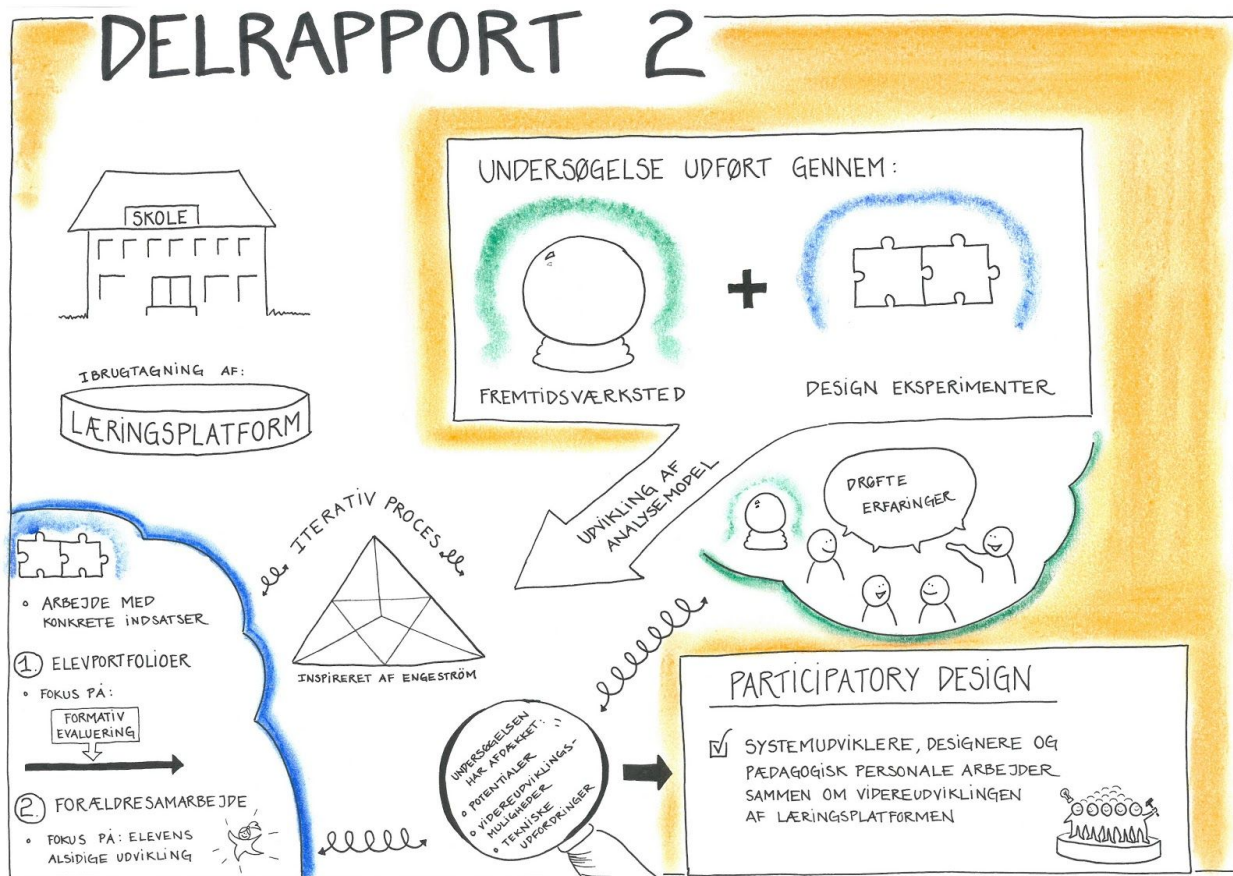 DELRAPPORT 2
SKOLE
IBRUGTAGNING AF:
LÆRINGSPLATFORM
UNDERSØGELSE UDFØRT GENNEM:
FREMTIDSVÆRKSTED
+
DESIGN EKSPERIMENTER
UDVIKLING AF
ANALYSEMODEL
DRØFTE
ERFARINGER
ITERATIV PROCES
INSPIRERET AF ENGESTRÖM
• ARBEJDE MED
KONKRETE INDSATSER
1. ELEVPORTFOLIOER
• FOKUS PÅ:
FORMATIV
EVALUERING
2. FORÆLDRESAMARBEJDE
• FOKUS PÅ: ELEVENS
ALSIDIGE UDVIKLING
UNDERSØGELSEN
HAR AFDÆKKET:
• POTENTIALER
• VIDEREUDVIKLINGS-
MULIGHEDER
• TEKNISKE
UDFORDRINGER
PARTICIPATORY DESIGN
SYSTEMUDVIKLERE, DESIGNERE OG
PÆDAGOGISK PERSONALE ARBEJDER
SAMMEN OM VIDEREUDVIKLINGEN
AF LÆRINGSPLATFORMEN